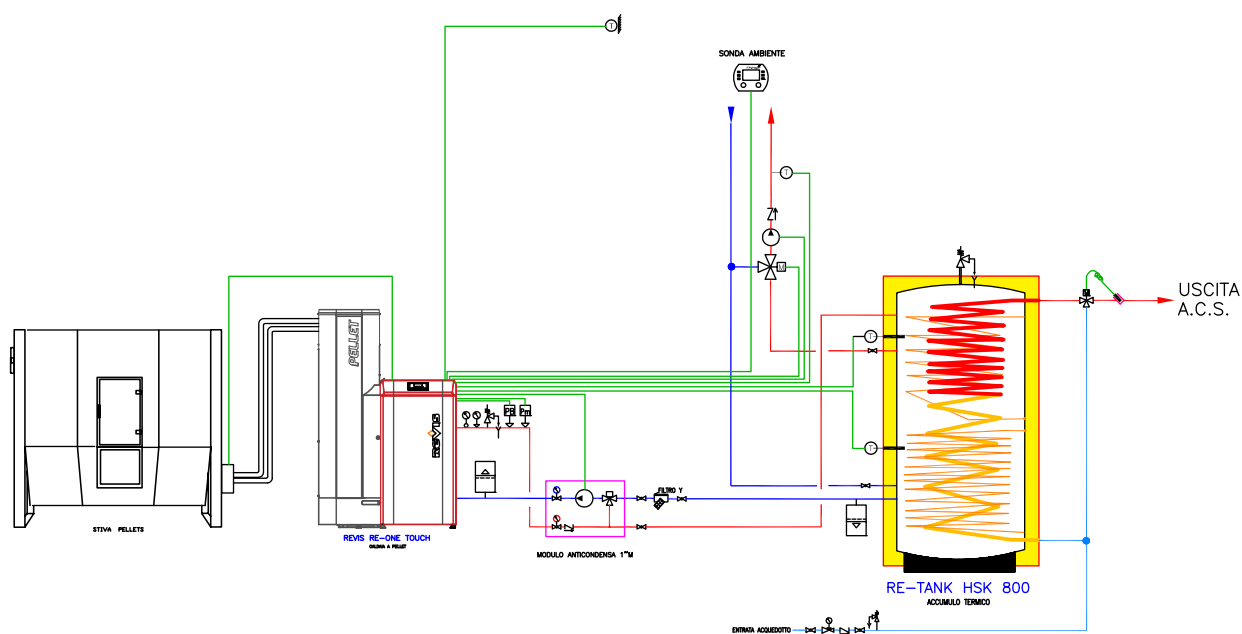 T
SONDA AMBIENTE
T
M
M
USCITA
A.C.S.
PELLET
T
REVIS
PB
Pm
T
FILTRO Y
STIVA PELLETS
REVIS RE-ONE TOUCH
CALDAIA A PELLET
MODULO ANTICONDENSA 1""M
RE-TANK HSK 800
ACCUMULO TERMICO
ENTRATA ACQUEDOTTO